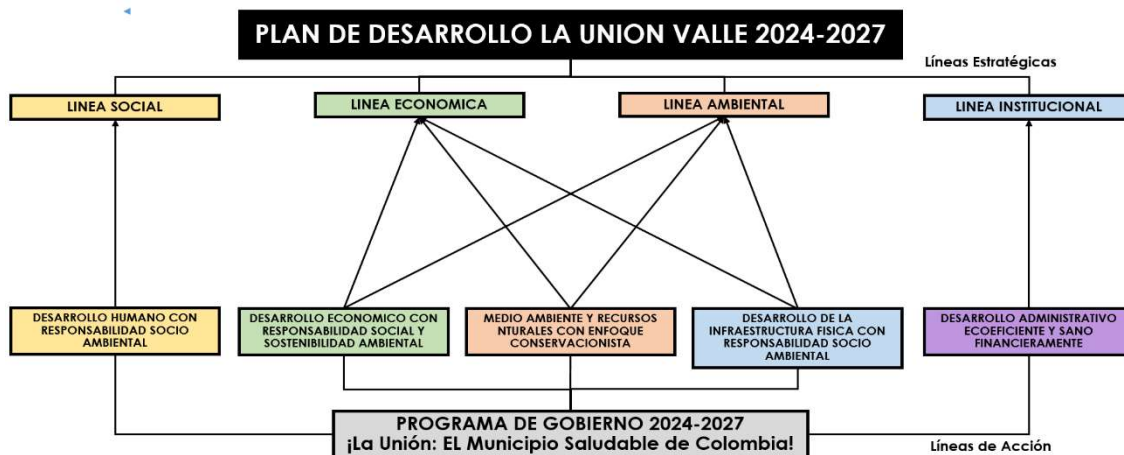 PLAN DE DESARROLLO LA UNION VALLE 2024-2027
Líneas Estratégicas
LINEA SOCIAL
LINEA ECONOMICA
LINEA AMBIENTAL
LINEA INSTITUCIONAL
DESARROLLO HUMANO CON
RESPONSABILIDAD SOCIO
AMBIENTAL
DESARROLLO ECONOMICO CON
RESPONSABILIDAD SOCIAL Y
SOSTENIBILIDAD AMBIENTAL
MEDIO AMBIENTE Y RECURSOS
NTURALES CON ENFOQUE
CONSERVACIONISTA
DESARROLLO DE LA
INFRAESTRUCTURA FISICA CON
RESPONSABILIDAD SOCIO
AMBIENTAL
DESARROLLO ADMINISTRATIVO
ECOEFICIENTE Y SANO
FINANCIERAMENTE
PROGRAMA DE GOBIERNO 2024-2027
¡La Unión: EL Municipio Saludable de Colombia!
Líneas de Acción